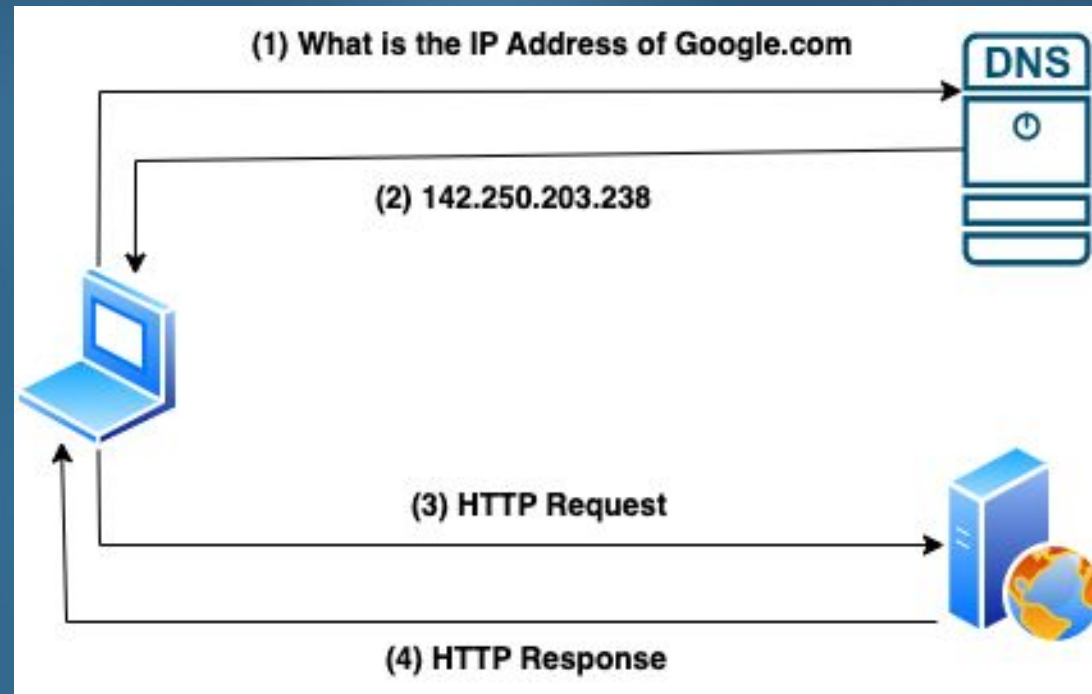 (1) What is the IP Address of Google.com
DNS
(2) 142.250.203.238
(3) HTTP Request
(4) HTTP Response